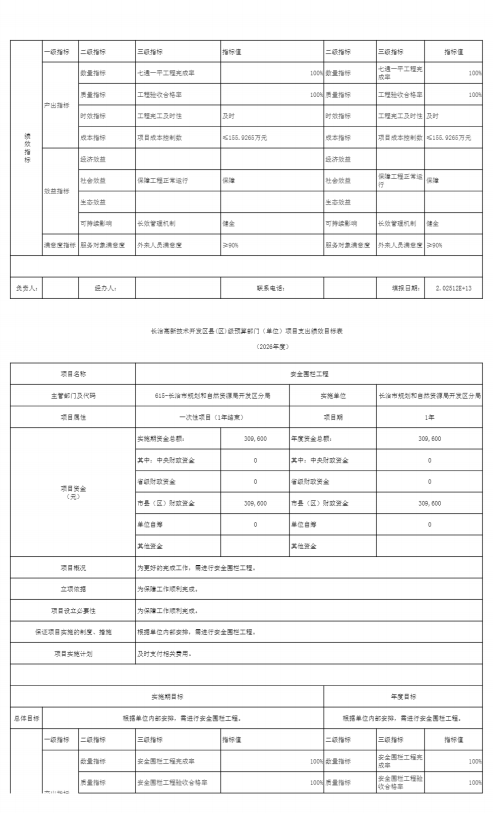 一级指标 二级指标 三级指标 指标值 二级指标 三级指标 指标值
绩效指标
产出指标
数量指标 七通一平工程完成率 100% 数量指标 七通一平工程完成率 100%
质量指标 工程验收合格率 100% 质量指标 工程验收合格率 100%
时效指标 工程完工及时性 及时 时效指标 工程完工及时性 及时
成本指标 项目成本控制数 ≤155.9265万元 成本指标 项目成本控制数 ≤155.9265万元
效益指标
经济效益 经济效益
社会效益 保障工程正常运行 保障 社会效益 保障工程正常运行 保障
生态效益 生态效益
可持续影响 长效管理机制 健全 可持续影响 长效管理机制 健全
满意度指标 服务对象满意度 外来人员满意度 ≥90% 服务对象满意度 外来人员满意度 ≥90%
负责人: 经办人: 联系电话: 填报日期: 2.02512E+13
长治高新技术开发区县(区)级预算部门（单位）项目支出绩效目标表
（2026年度）
项目名称 安全围栏工程
主管部门及代码 615-长治市规划和自然资源局开发区分局 实施单位 长治市规划和自然资源局开发区分局
项目属性 一次性项目（1年结束） 项目期 1年
项目资金
（元）
实施期资金总额: 309,600 年度资金总额: 309,600
其中: 中央财政资金 0 其中: 中央财政资金 0
省级财政资金 0 省级财政资金 0
市县（区）财政资金 309,600 市县（区）财政资金 309,600
单位自筹 0 单位自筹 0
其他资金 其他资金
项目概况 为更好的完成工作，需进行安全围栏工程。
立项依据 为保障工作顺利完成。
项目设立必要性 为保障工作顺利完成。
保证项目实施的制度、措施 根据单位内部安排，需进行安全围栏工程。
项目实施计划 及时支付相关费用。
实施期目标 年度目标
总体目标 根据单位内部安排，需进行安全围栏工程。 根据单位内部安排，需进行安全围栏工程。
一级指标 二级指标 三级指标 指标值 二级指标 三级指标 指标值
数量指标 安全围栏工程完成率 100% 数量指标 安全围栏工程完成率 100%
质量指标 安全围栏工程验收合格率 100% 质量指标 安全围栏工程验收合格率 100%